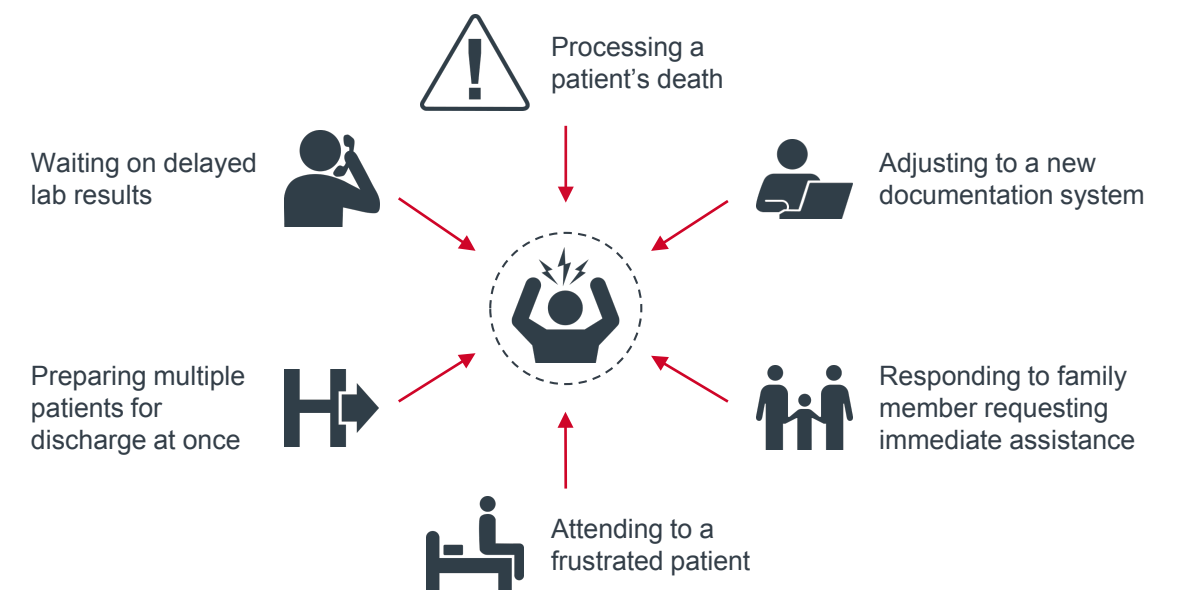 Processing a
patient’s death
Waiting on delayed
lab results
Adjusting to a new
documentation system
Preparing multiple
patients for
discharge at once
Responding to family
member requesting
immediate assistance
Attending to a
frustrated patient